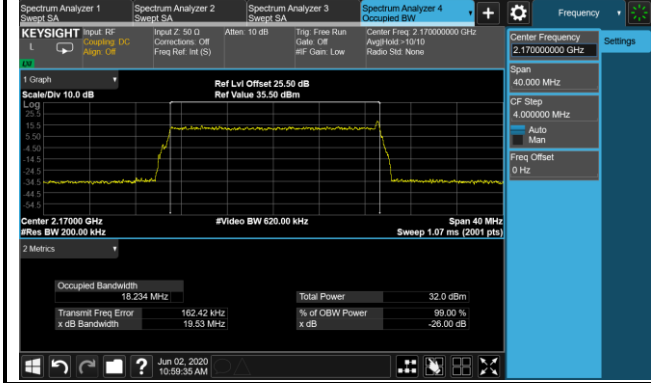 Spectrum Analyzer 1
Swept SA
Spectrum Analyzer 2
Swept SA
Spectrum Analyzer 3
Swept SA
Spectrum Analyzer 4
Occupied BW
Frequency
KEYSIGHT
L
LNI
Input: RF
Coupling: DC
Align: Off
Input Z: 50 Ω
Corrections: Off
Freq Ref: Int (S)
Atten: 10 dB
Trig: Free Run
Gate: Off
#IF Gain: Low
Center Freq: 2.170000000 GHz
Avg|Hold:>10/10
Radio Std: None
Center Frequency
2.170000000 GHz
Settings
Span
40.000 MHz
CF Step
4.000000 MHz
Auto
Man
Freq Offset
0 Hz
1 Graph
Scale/Div 10.0 dB
Ref Lvl Offset 25.50 dB
Ref Value 35.50 dBm
Log
25.5
15.5
5.50
-4.50
-14.5
-24.5
-34.5
-44.5
-54.5
Center 2.17000 GHz
#Res BW 200.00 kHz
#Video BW 620.00 kHz
Span 40 MHz
Sweep 1.07 ms (2001 pts)
2 Metrics
Occupied Bandwidth
18.234 MHz
Total Power 32.0 dBm
Transmit Freq Error 162.42 kHz
% of OBW Power 99.00 %
x dB Bandwidth 19.53 MHz
x dB -26.00 dB
?
Jun 02, 2020
10:59:35 AM